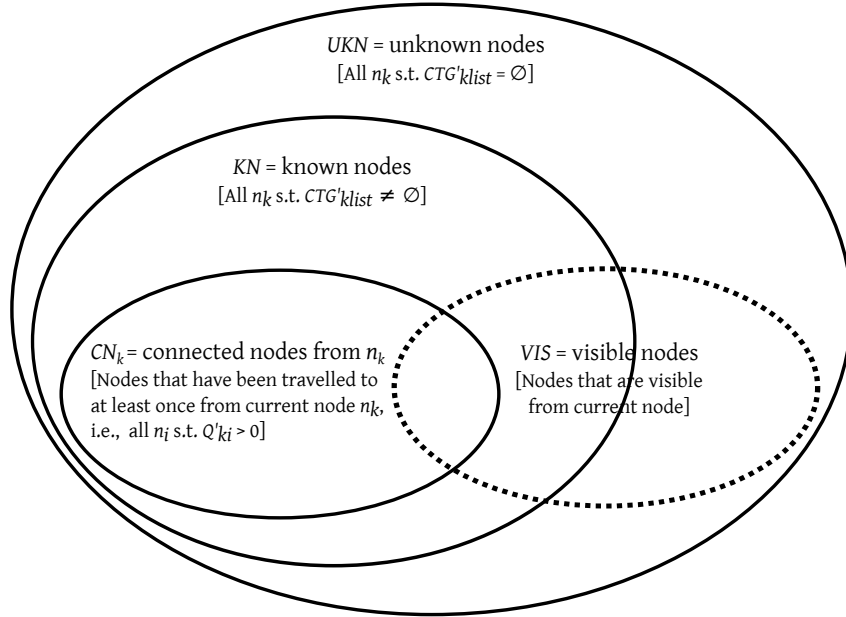 UKN = unknown nodes
[All nk s.t. CTG'klist = ∅]
KN = known nodes
[All nk s.t. CTG'klist ≠ ∅]
CNk = connected nodes from nk
[Nodes that have been travelled to
at least once from current node nk,
i.e., all ni s.t. Q'ki > 0]
VIS = visible nodes
[Nodes that are visible
from current node]